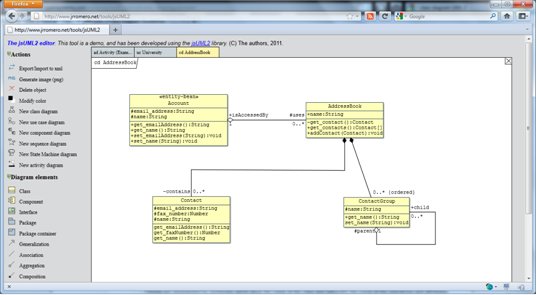 Firefox
http://www.jrromero.net/tools/jsUML2
Google
http://www.jrromero.net/tools/jsUML2
The jsUML2 editor. This tool is a demo, and has been developed using the jsUML2 library. (C) The authors, 2011.
Actions
Export/Import to xml
Generate image (png)
Delete object
Modify color
New class diagram
New use case diagram
New component diagram
New sequence diagram
New State Machine diagram
New activity diagram
Diagram elements
Class
Component
Interface
Package
Package container
Generalization
Association
Aggregation
Composition
ad Activity (Exam...
uc University
cd AddressBook
cd AddressBook
«entity-bean»
Account
#email_address:String
#name:String
+get_emailAddress():String
+get_name():String
+set_emailAddress(String):void
+set_name(String):void
+isAccessedBy
#uses
1
0..*
AddressBook
+name:String
-get_contact():Contact
-get_contacts():Contact[]
+addContact(Contact):void
-contains 0..*
0..* (ordered)
Contact
#email_address:String
#fax_number:Number
#name:String
get_emailAddress():String
get_faxNumber():Number
get_name():String
ContactGroup
#name:String
+get_name():String
set_name(String):void
+child
0..*
#parent